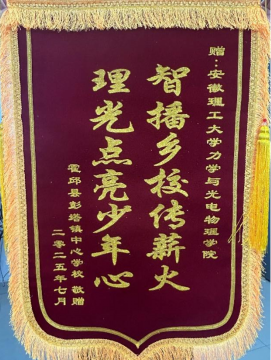 赠：安徽理工大学力学与光电物理学院
智播乡校传薪火
理光点亮少年心
霍邱县彭塔镇中心学校 敬赠
二零二五年七月